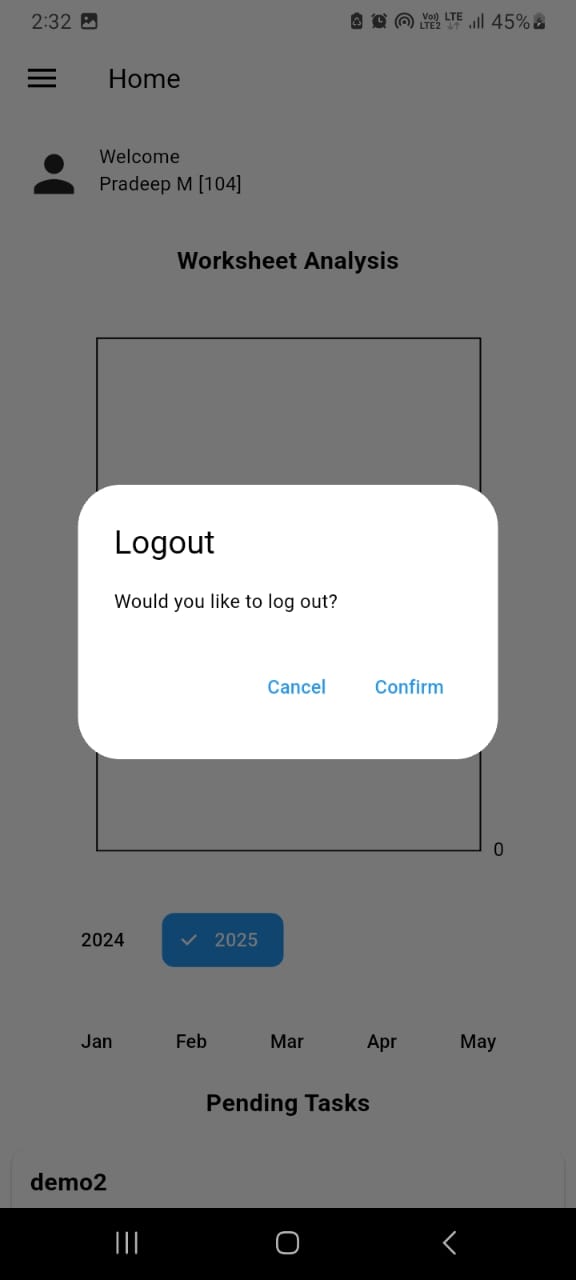 2:32 Vo)) LTE2 LTE 45%
Home
Welcome
Pradeep M [104]
Worksheet Analysis
Logout
Would you like to log out?
Cancel Confirm
0
2024 2025
Jan Feb Mar Apr May
Pending Tasks
demo2